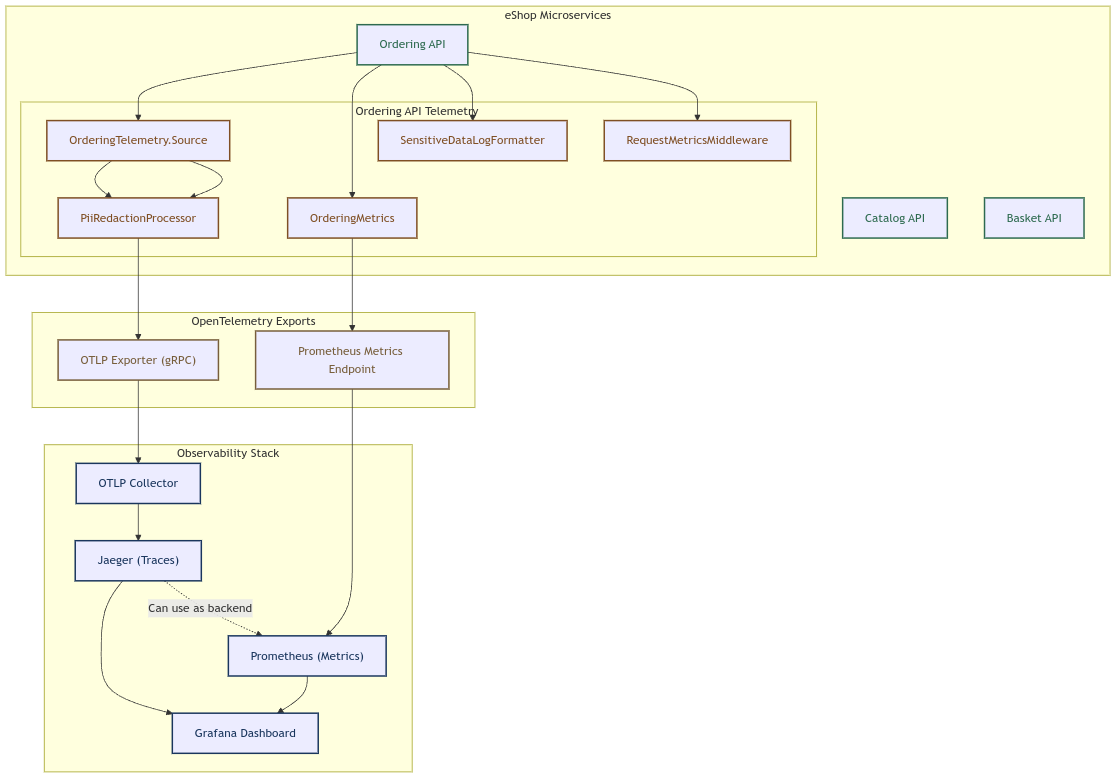 eShop Microservices
Ordering API
Ordering API Telemetry
OrderingTelemetry.Source
SensitiveDataLogFormatter
RequestMetricsMiddleware
PiiRedactionProcessor
OrderingMetrics
Catalog API
Basket API
OpenTelemetry Exports
OTLP Exporter (gRPC)
Prometheus Metrics
Endpoint
Observability Stack
OTLP Collector
Jaeger (Traces)
Can use as backend
Prometheus (Metrics)
Grafana Dashboard